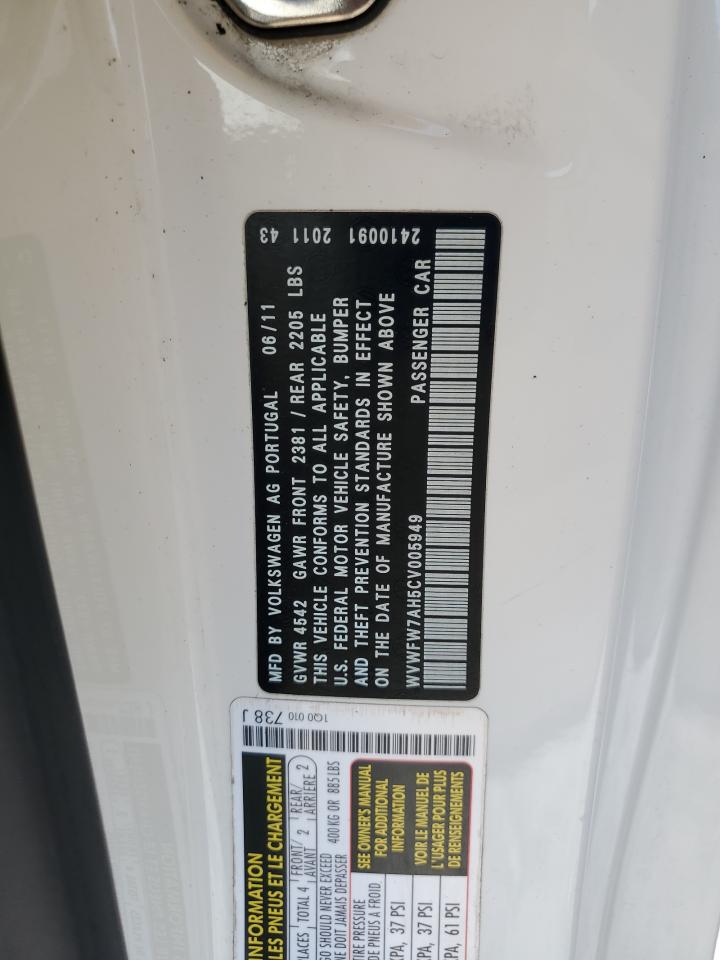 MFD BY VOLKSWAGEN AG PORTUGAL 06/11
GVWR 4542 GAWR FRONT 2381 / REAR 2205 LBS
THIS VEHICLE CONFORMS TO ALL APPLICABLE
U.S. FEDERAL MOTOR VEHICLE SAFETY, BUMPER
AND THEFT PREVENTION STANDARDS IN EFFECT
ON THE DATE OF MANUFACTURE SHOWN ABOVE
WVWFW7AH5CV005949 PASSENGER CAR
2410091 2011 43
1Q0 010 738 J
INFORMATION
LES PNEUS ET LE CHARGEMENT
TOTAL 4 FRONT/AVANT 2 REAR/ARRIERE 2
SHOULD NEVER EXCEED 400 KG OR 885 LBS
NE DOIT JAMAIS DEPASSER
TIRE PRESSURE
DE PNEUS A FROID
SEE OWNER'S MANUAL
FOR ADDITIONAL
INFORMATION
VOIR LE MANUEL DE
L'USAGER POUR PLUS
DE RENSEIGNEMENTS
KPA, 37 PSI
KPA, 37 PSI
KPA, 61 PSI